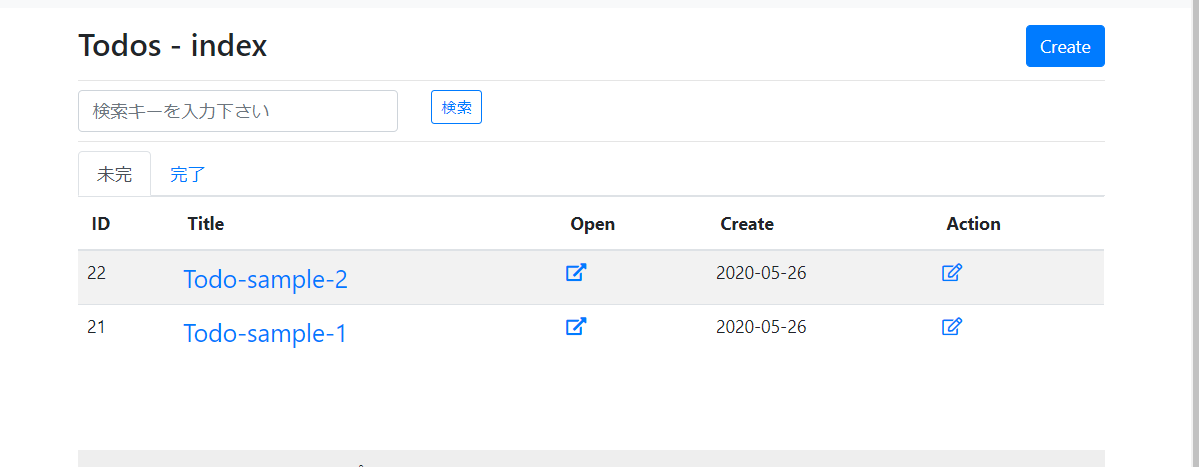 Todos - index
Create
検索キーを入力下さい
検索
未完 完了
ID Title Open Create Action
22 Todo-sample-2 2020-05-26
21 Todo-sample-1 2020-05-26